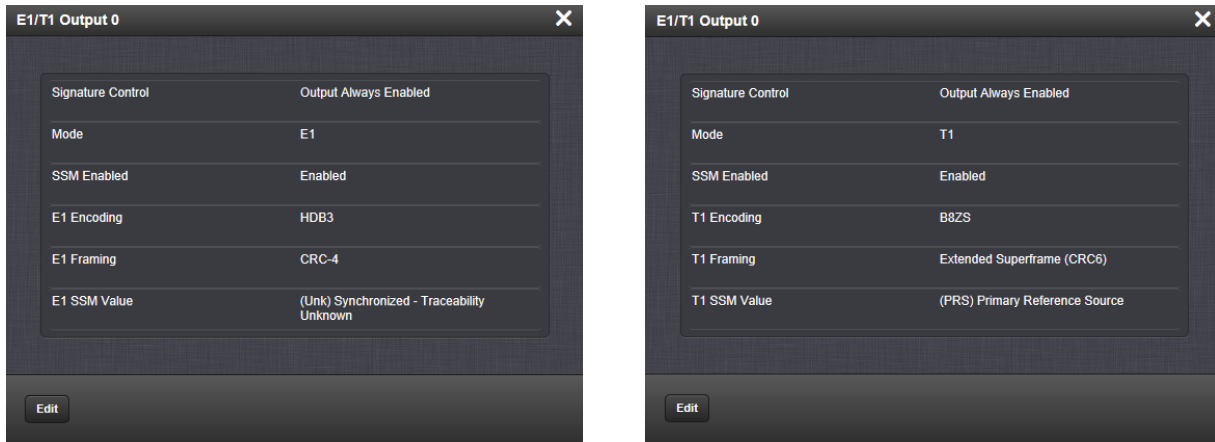 E1/T1 Output 0
Signature Control Output Always Enabled
Mode E1
SSM Enabled Enabled
E1 Encoding HDB3
E1 Framing CRC-4
E1 SSM Value (Unk) Synchronized - Traceability
Unknown
Edit
E1/T1 Output 0
Signature Control Output Always Enabled
Mode T1
SSM Enabled Enabled
T1 Encoding B8ZS
T1 Framing Extended Superframe (CRC6)
T1 SSM Value (PRS) Primary Reference Source
Edit